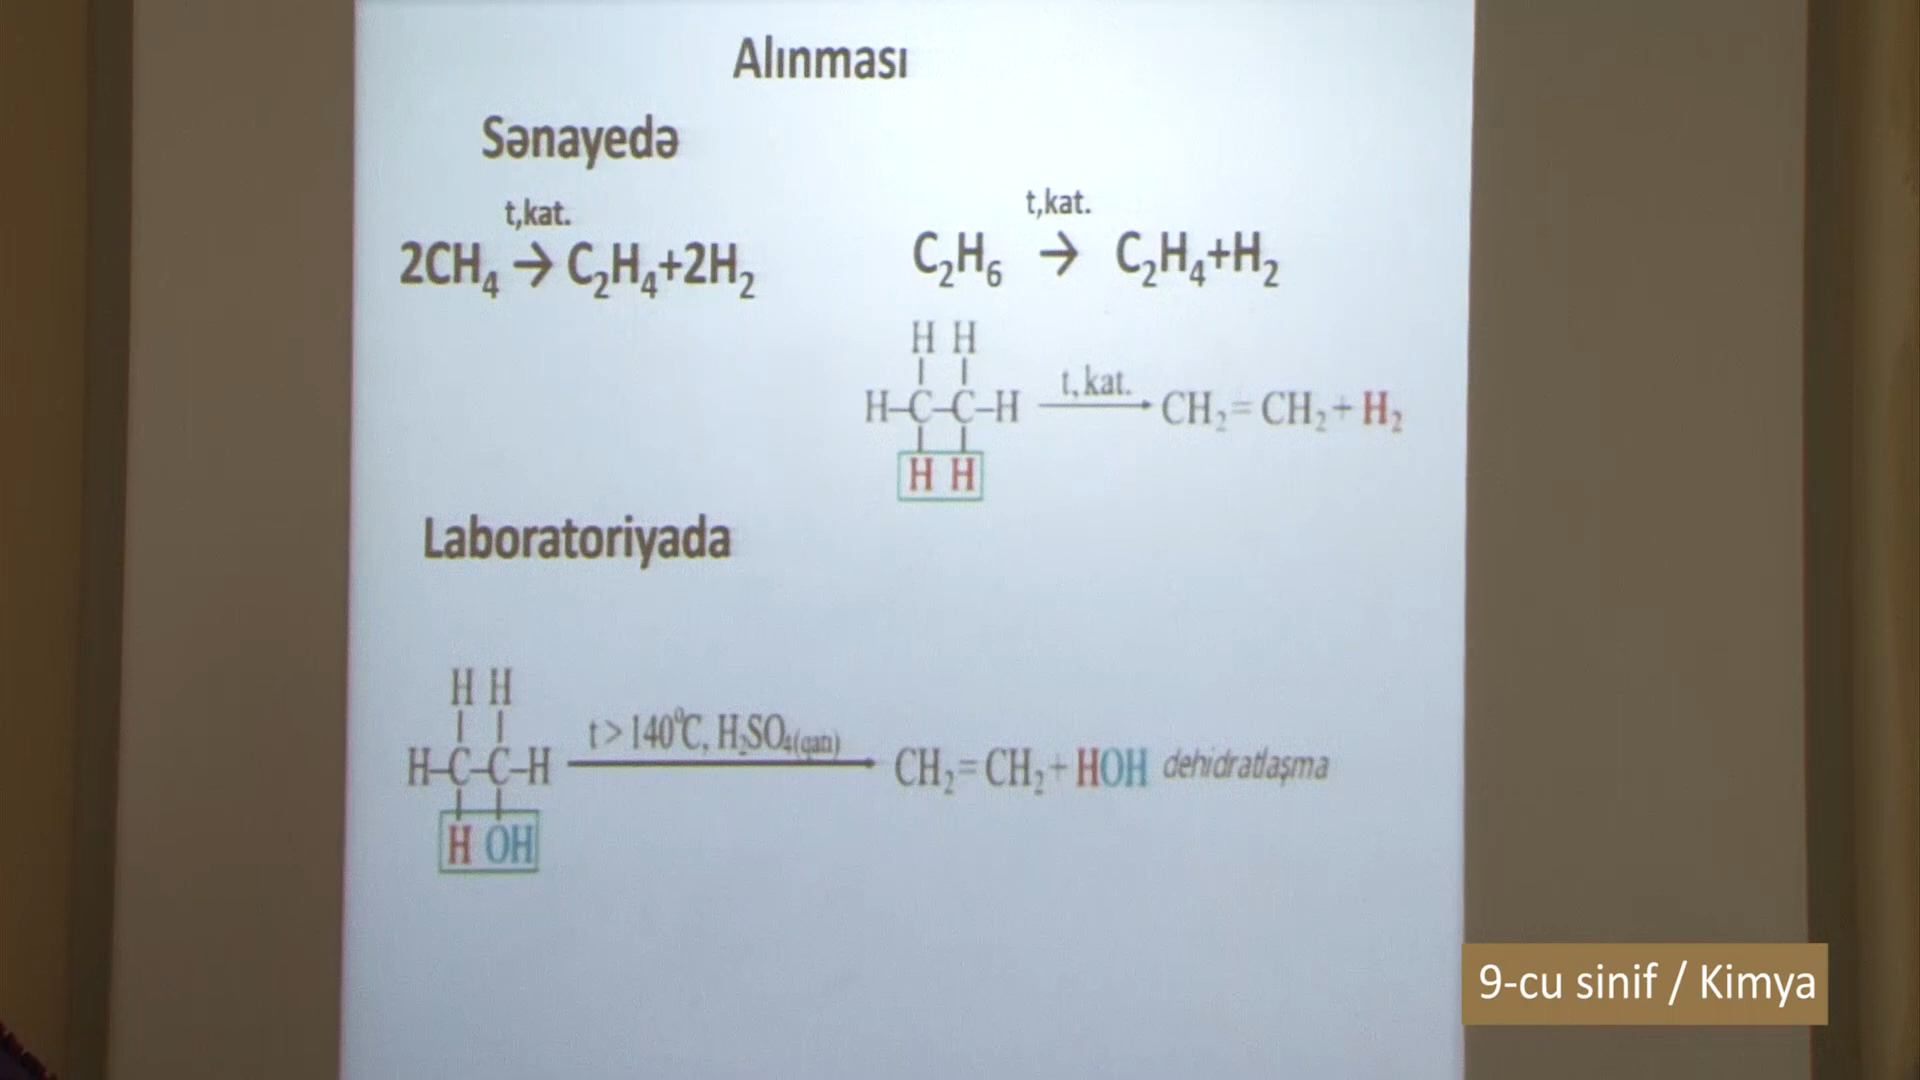 Alınması
Sənayedə
t,kat.
2CH₄ → C₂H₄+2H₂
t,kat.
C₂H₆ → C₂H₄+H₂
H H
H–C–C–H t, kat. CH₂=CH₂+H₂
H H
Laboratoriyada
H H
H–C–C–H t > 140⁰C, H₂SO₄(qatı) CH₂=CH₂+HOH dehidratlaşma
H OH
9-cu sinif / Kimya